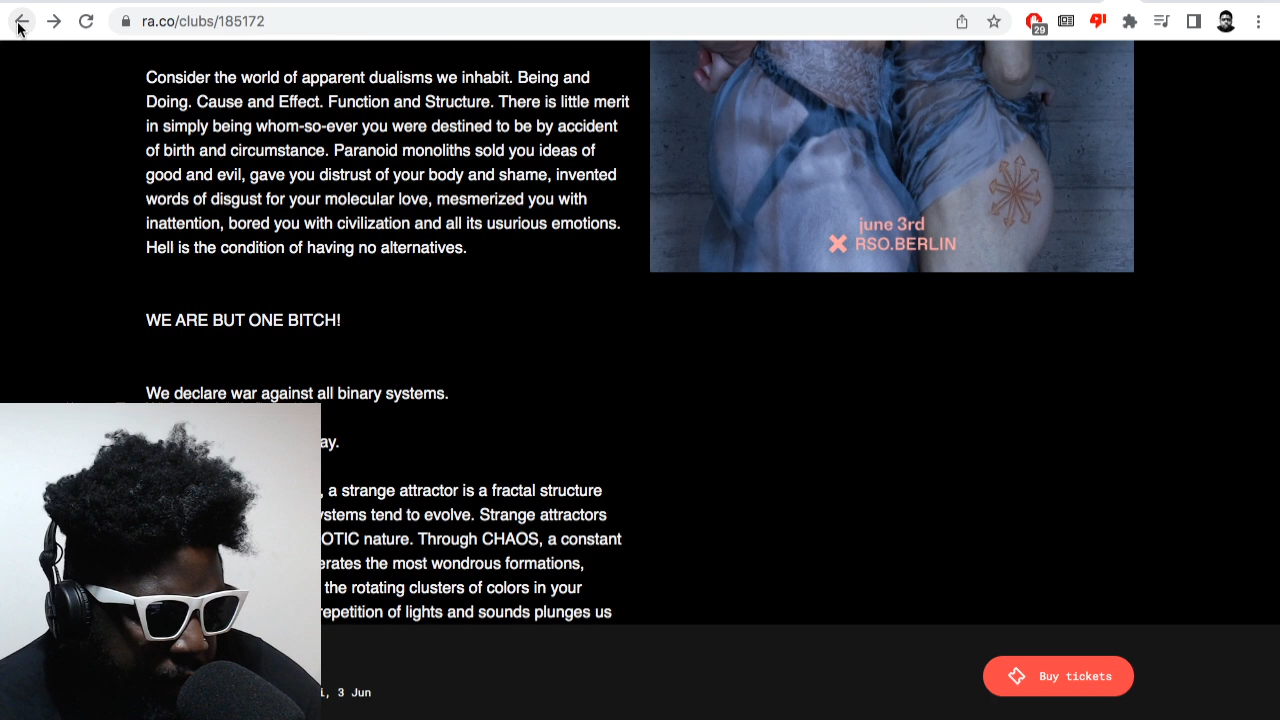 ra.co/clubs/185172
29
Consider the world of apparent dualisms we inhabit. Being and
Doing. Cause and Effect. Function and Structure. There is little merit
in simply being whom-so-ever you were destined to be by accident
of birth and circumstance. Paranoid monoliths sold you ideas of
good and evil, gave you distrust of your body and shame, invented
words of disgust for your molecular love, mesmerized you with
inattention, bored you with civilization and all its usurious emotions.
Hell is the condition of having no alternatives.
june 3rd
RSO.BERLIN
WE ARE BUT ONE BITCH!
We declare war against all binary systems.
ay.
, a strange attractor is a fractal structure
ystems tend to evolve. Strange attractors
OTIC nature. Through CHAOS, a constant
erates the most wondrous formations,
the rotating clusters of colors in your
repetition of lights and sounds plunges us
i, 3 Jun
Buy tickets